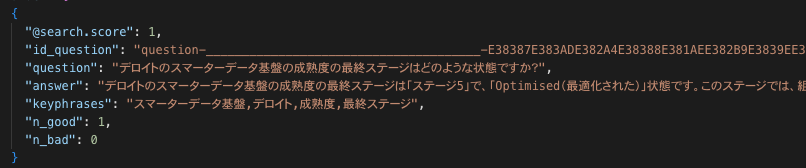 {
"@search.score": 1,
"id_question": "question-______________________________________-E38387E383ADE382A4E38388E381AEE382B9E3839EE3
"question": "デロイトのスマーターデータ基盤の成熟度の最終ステージはどのような状態ですか?",
"answer": "デロイトのスマーターデータ基盤の成熟度の最終ステージは「ステージ5」で、「Optimised(最適化された)」状態です。このステージでは、組
"keyphrases": "スマーターデータ基盤,デロイト,成熟度,最終ステージ",
"n_good": 1,
"n_bad": 0
}